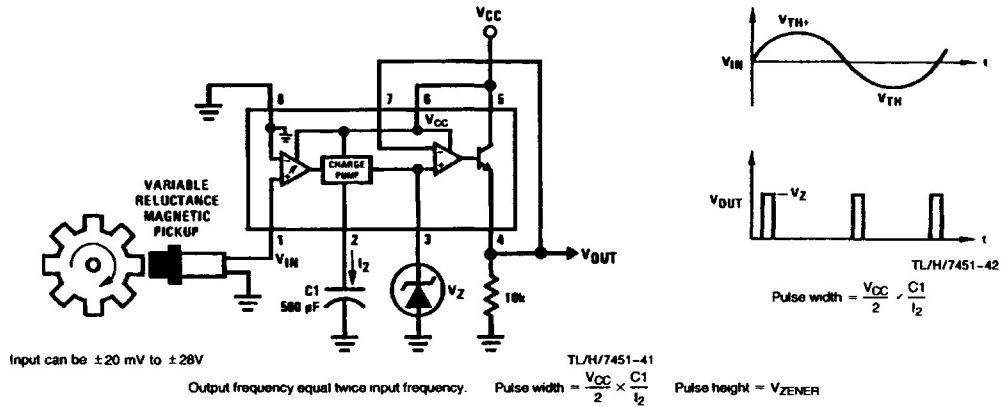 VCC
8 7 6 5
VCC
CHARGE
PUMP
VARIABLE
RELUCTANCE
MAGNETIC
PICKUP
1 2 3 4
VIN
I2
C1
500 pF
VZ
10k
VOUT
Input can be ±20 mV to ±28V
TL/H/7451-41
VTH+
VIN
t
VTH
VOUT
VZ
t
TL/H/7451-42
Pulse width = VCC/2 × C1/I2
Output frequency equal twice input frequency. Pulse width = VCC/2 × C1/I2 Pulse height = VZENER